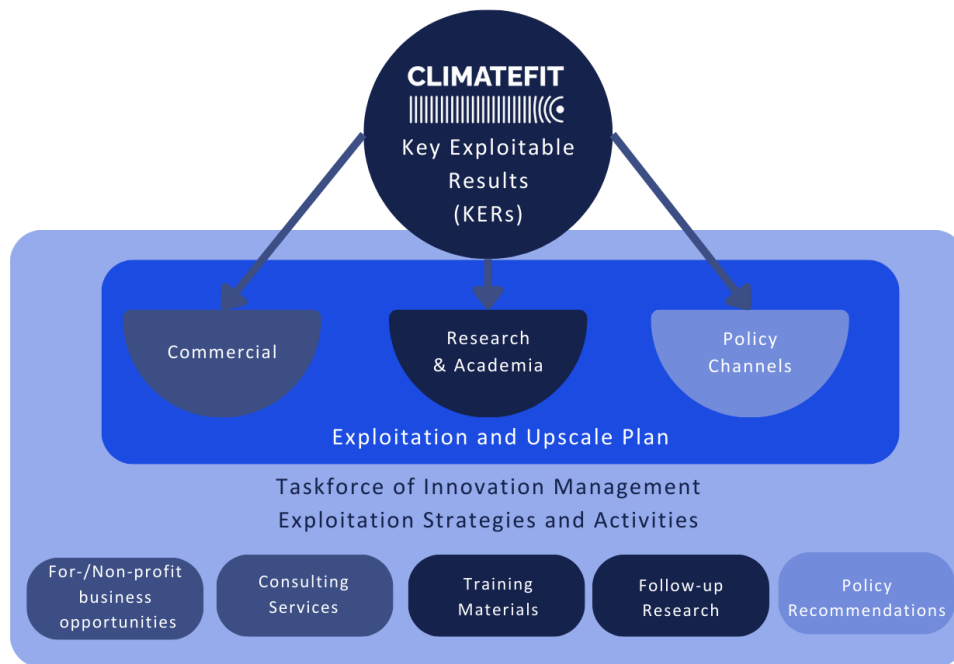 CLIMATEFIT
Key Exploitable
Results
(KERs)
Commercial
Research
& Academia
Policy
Channels
Exploitation and Upscale Plan
Taskforce of Innovation Management
Exploitation Strategies and Activities
For-/Non-profit
business
opportunities
Consulting
Services
Training
Materials
Follow-up
Research
Policy
Recommendations